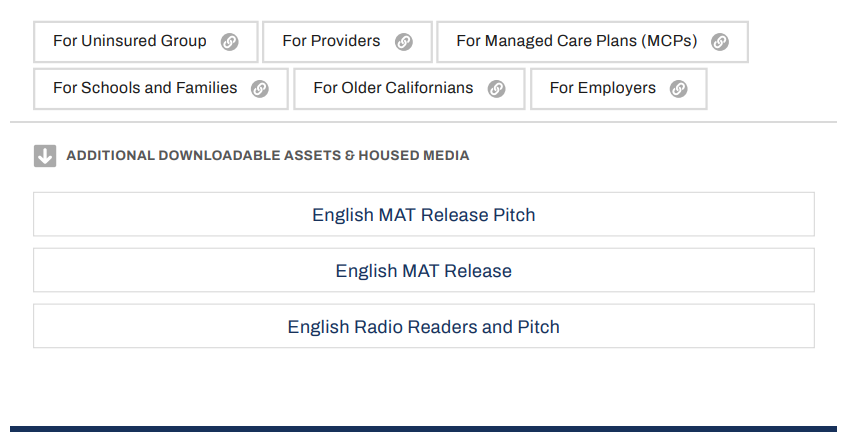 For Uninsured Group For Providers For Managed Care Plans (MCPs)
For Schools and Families For Older Californians For Employers
ADDITIONAL DOWNLOADABLE ASSETS & HOUSED MEDIA
English MAT Release Pitch
English MAT Release
English Radio Readers and Pitch